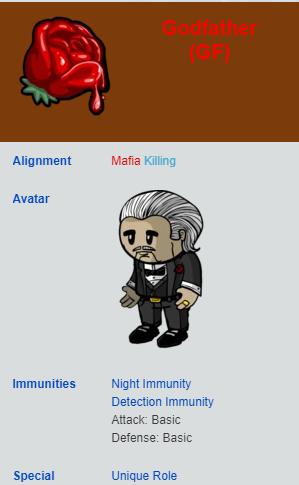 Godfather
(GF)
Alignment Mafia Killing
Avatar
Immunities Night Immunity
Detection Immunity
Attack: Basic
Defense: Basic
Special Unique Role